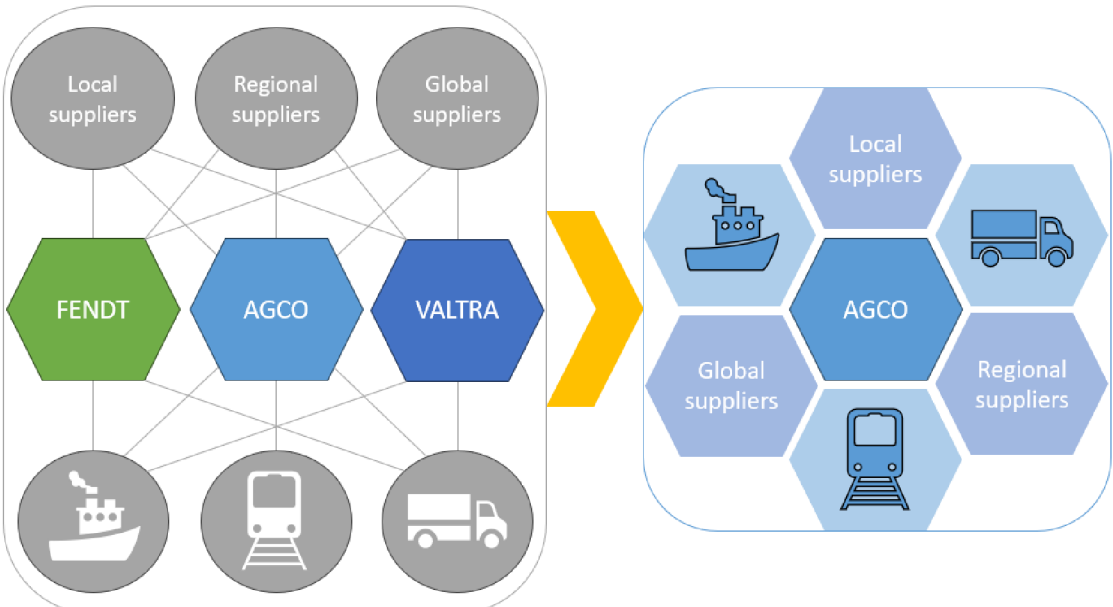 Local
suppliers
Regional
suppliers
Global
suppliers
FENDT
AGCO
VALTRA
Local
suppliers
AGCO
Global
suppliers
Regional
suppliers